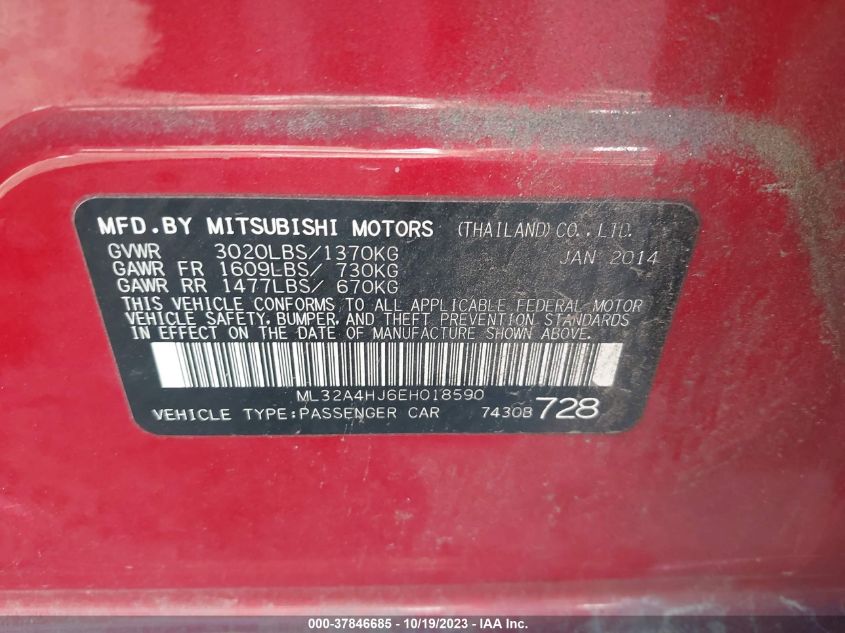 MFD.BY MITSUBISHI MOTORS (THAILAND) CO., LTD.
GVWR 3020LBS/1370KG JAN 2014
GAWR FR 1609LBS/ 730KG
GAWR RR 1477LBS/ 670KG
THIS VEHICLE CONFORMS TO ALL APPLICABLE FEDERAL MOTOR
VEHICLE SAFETY, BUMPER, AND THEFT PREVENTION STANDARDS
IN EFFECT ON THE DATE OF MANUFACTURE SHOWN ABOVE.
ML32A4HJ6EH018590
VEHICLE TYPE:PASSENGER CAR 7430B 728
000-37846685 - 10/19/2023 - IAA Inc.